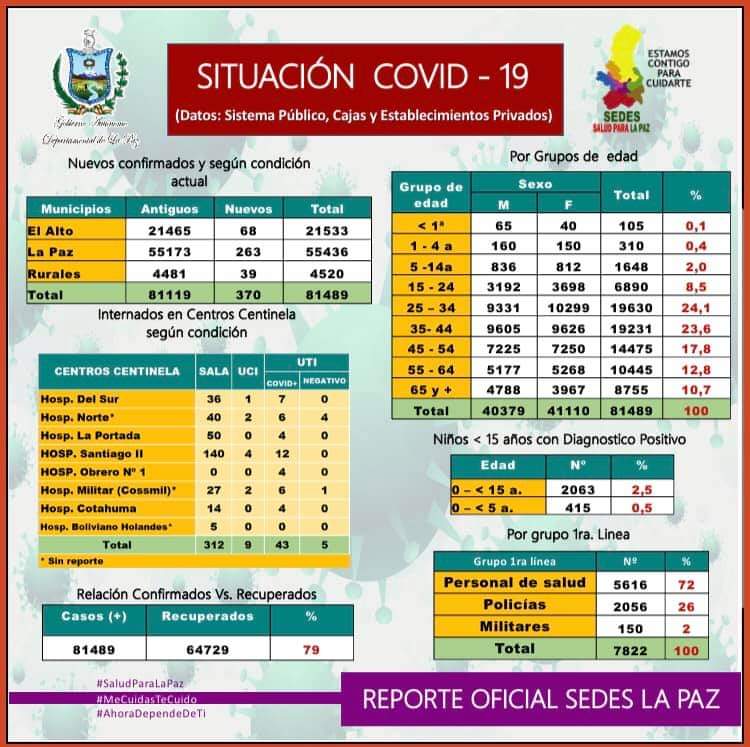 Gobierno Autónomo
Departamental de La Paz
SITUACIÓN COVID - 19
(Datos: Sistema Público, Cajas y Establecimientos Privados)
ESTAMOS
CONTIGO
PARA
CUIDARTE
SEDES
SALUD PARA LA PAZ
Nuevos confirmados y según condición
actual
Municipios Antiguos Nuevos Total
El Alto 21465 68 21533
La Paz 55173 263 55436
Rurales 4481 39 4520
Total 81119 370 81489
Internados en Centros Centinela
según condición
CENTROS CENTINELA SALA UCI UTI
COVID+ NEGATIVO
Hosp. Del Sur 36 1 7 0
Hosp. Norte* 40 2 6 4
Hosp. La Portada 50 0 4 0
HOSP. Santiago II 140 4 12 0
HOSP. Obrero Nº 1 0 0 4 0
Hosp. Militar (Cossmil)* 27 2 6 1
Hosp. Cotahuma 14 0 4 0
Hosp. Boliviano Holandes* 5 0 0 0
Total 312 9 43 5
* Sin reporte
Relación Confirmados Vs. Recuperados
Casos (+) Recuperados %
81489 64729 79
Por Grupos de edad
Grupo de edad Sexo Total %
M F
< 1ª 65 40 105 0,1
1 - 4 a 160 150 310 0,4
5 -14a 836 812 1648 2,0
15 - 24 3192 3698 6890 8,5
25 – 34 9331 10299 19630 24,1
35- 44 9605 9626 19231 23,6
45 - 54 7225 7250 14475 17,8
55 - 64 5177 5268 10445 12,8
65 y + 4788 3967 8755 10,7
Total 40379 41110 81489 100
Niños < 15 años con Diagnostico Positivo
Edad Nº %
0 – < 15 a. 2063 2,5
0 – < 5 a. 415 0,5
Por grupo 1ra. Linea
Grupo 1ra línea Nº %
Personal de salud 5616 72
Policías 2056 26
Militares 150 2
Total 7822 100
#SaludParaLaPaz
#MeCuidasTeCuido
#AhoraDependeDeTi
REPORTE OFICIAL SEDES LA PAZ